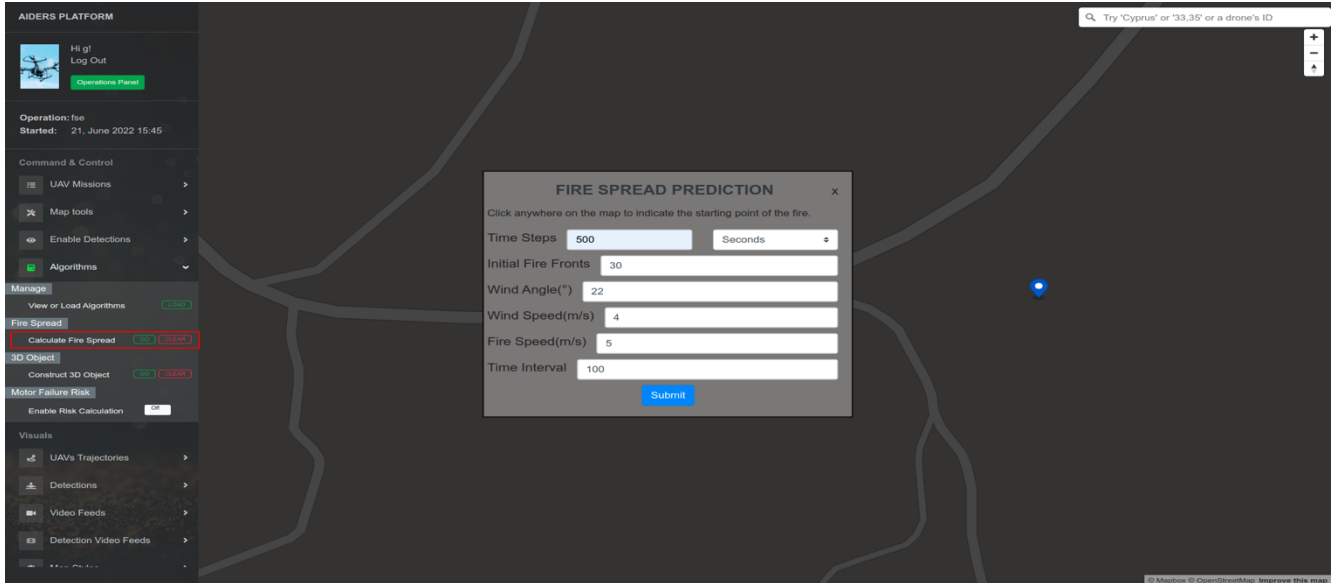 AIDERS PLATFORM
Hi g!
Log Out
Operations Panel
Operation: fse
Started: 21, June 2022 15:45
Command & Control
UAV Missions
Map tools
Enable Detections
Algorithms
Manage
View or Load Algorithms LOAD
Fire Spread
Calculate Fire Spread GO CLEAR
3D Object
Construct 3D Object GO CLEAR
Motor Failure Risk
Enable Risk Calculation Off
Visuals
UAVs Trajectories
Detections
Video Feeds
Detection Video Feeds
Map Styles
Try 'Cyprus' or '33,35' or a drone's ID
FIRE SPREAD PREDICTION x
Click anywhere on the map to indicate the starting point of the fire.
Time Steps 500 Seconds
Initial Fire Fronts 30
Wind Angle(°) 22
Wind Speed(m/s) 4
Fire Speed(m/s) 5
Time Interval 100
Submit
© Mapbox © OpenStreetMap Improve this map